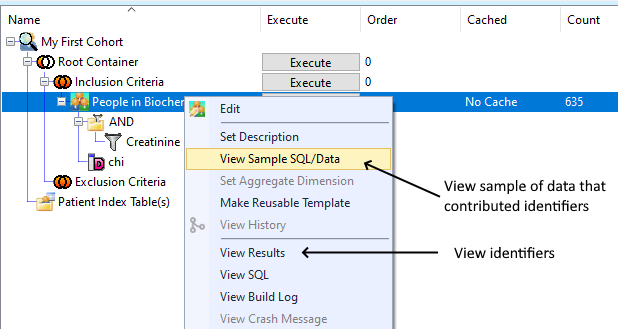 Name Execute Order Cached Count
My First Cohort
Root Container Execute 0
Inclusion Criteria Execute 0
People in Biochem No Cache 635
Edit
AND
Set Description
Creatinine
View Sample SQL/Data
chi
Set Aggregate Dimension
Exclusion Criteria
Patient Index Table(s)
Make Reusable Template
View History
View Results
View SQL
View Build Log
View Crash Message
View sample of data that
contributed identifiers
View identifiers